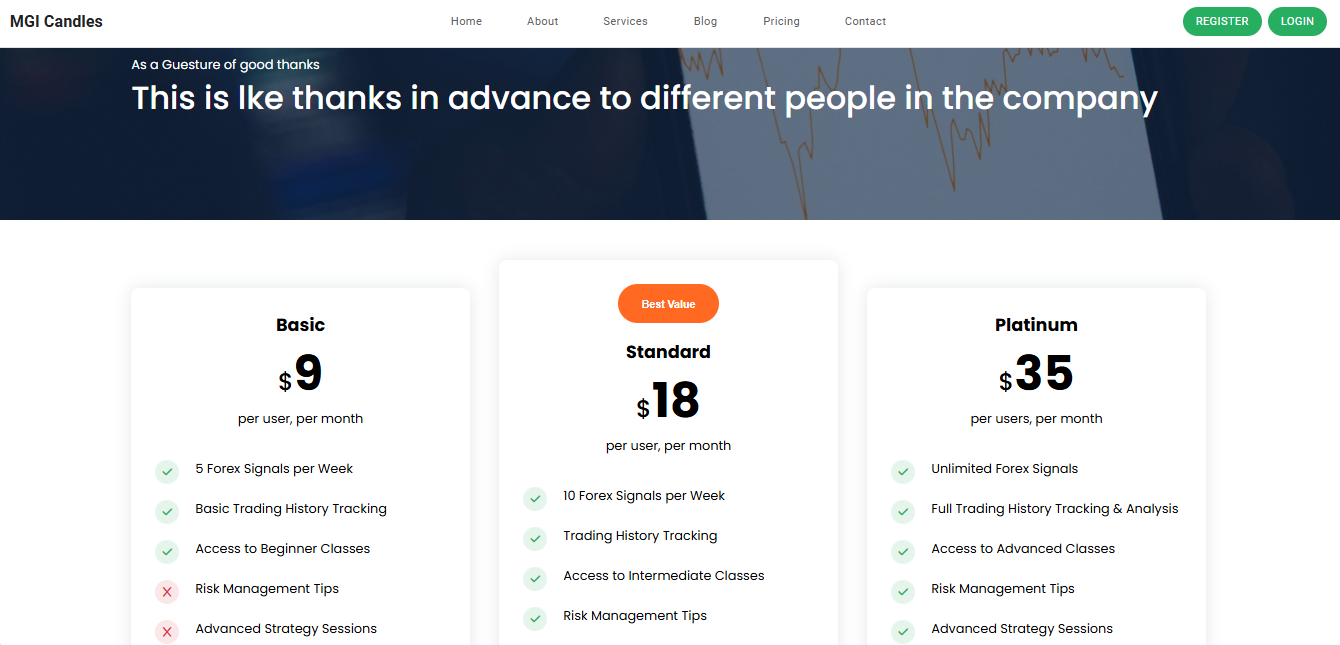 MGI Candles
Home About Services Blog Pricing Contact
REGISTER LOGIN
As a Guesture of good thanks
This is lke thanks in advance to different people in the company
Basic
$9
per user, per month
5 Forex Signals per Week
Basic Trading History Tracking
Access to Beginner Classes
Risk Management Tips
Advanced Strategy Sessions
Best Value
Standard
$18
per user, per month
10 Forex Signals per Week
Trading History Tracking
Access to Intermediate Classes
Risk Management Tips
Platinum
$35
per users, per month
Unlimited Forex Signals
Full Trading History Tracking & Analysis
Access to Advanced Classes
Risk Management Tips
Advanced Strategy Sessions